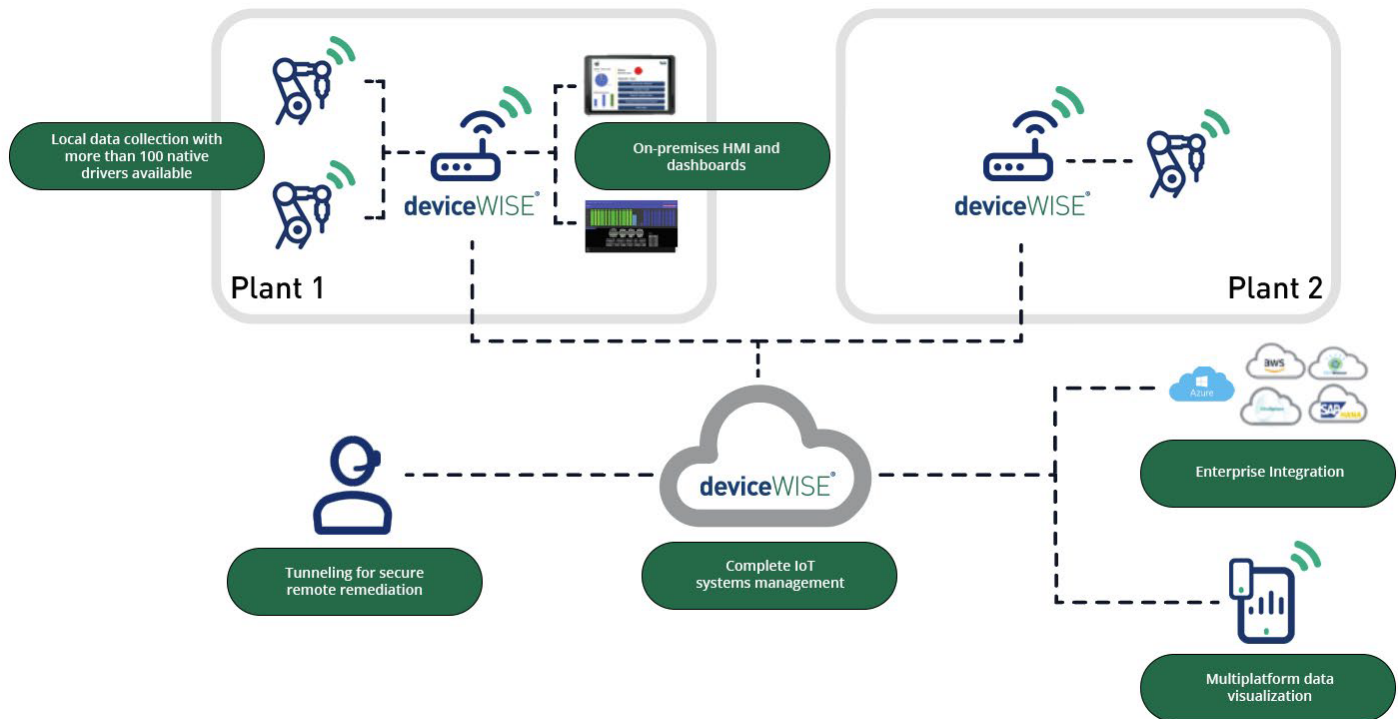 Local data collection with
more than 100 native
drivers available
deviceWISE®
On-premises HMI and
dashboards
Plant 1
deviceWISE®
Plant 2
aws
Azure
SAP HANA
deviceWISE®
Enterprise Integration
Tunneling for secure
remote remediation
Complete IoT
systems management
Multiplatform data
visualization